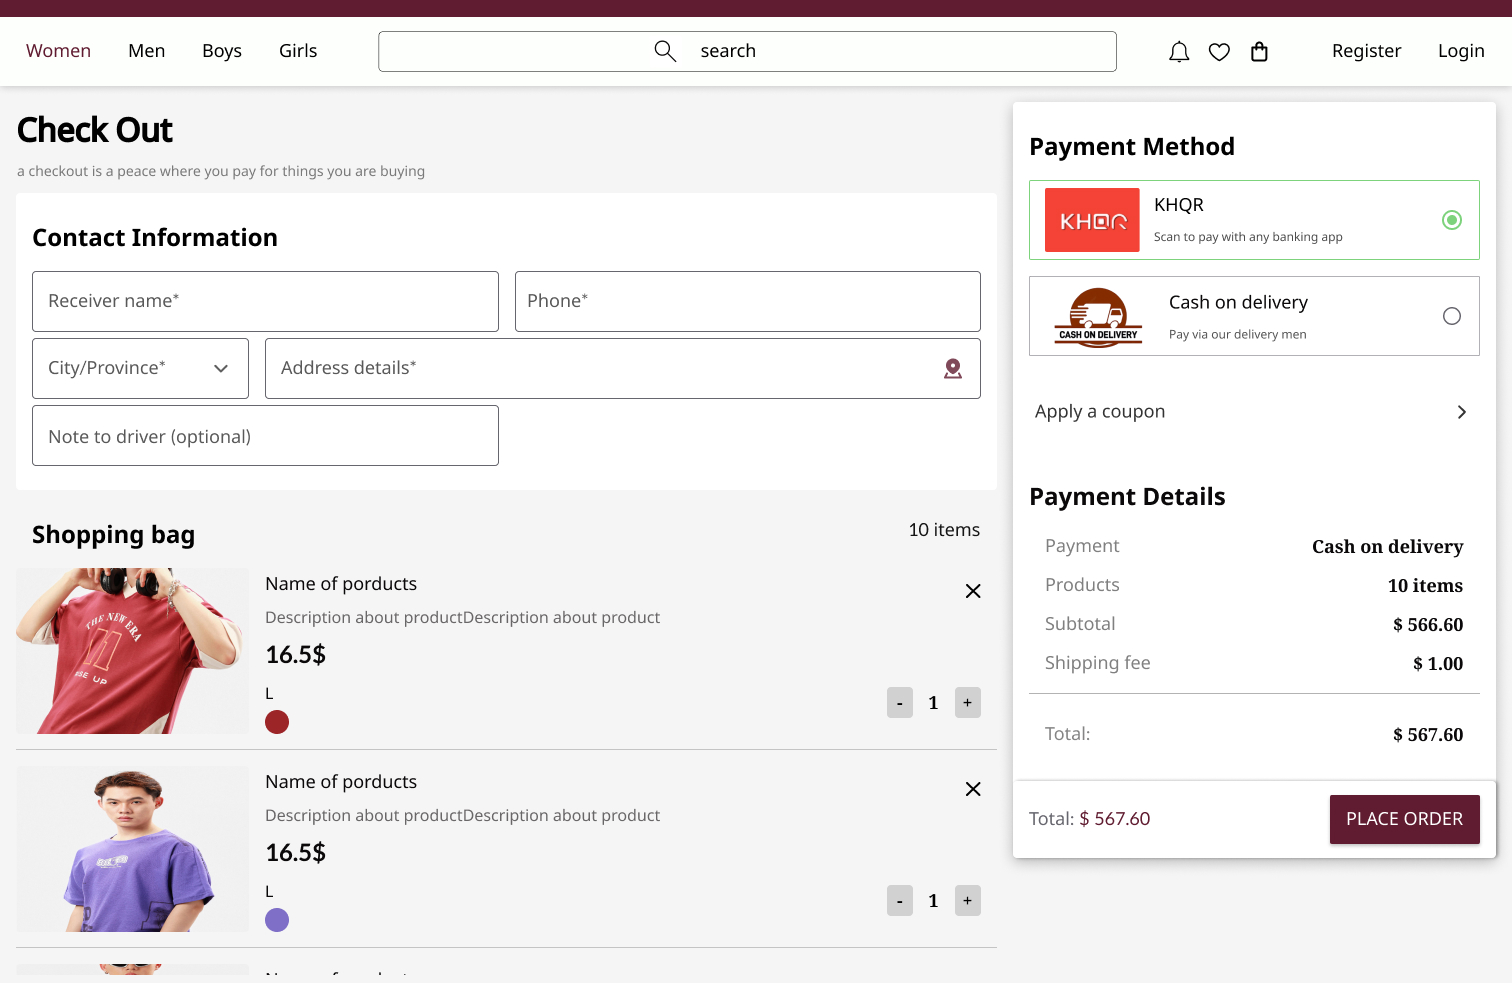 Women Men Boys Girls search Register Login
Check Out
a checkout is a peace where you pay for things you are buying
Contact Information
Receiver name* Phone*
City/Province* Address details*
Note to driver (optional)
Shopping bag 10 items
THE NEW ERA
Name of porducts
Description about productDescription about product
16.5$
L
- 1 +
Name of porducts
Description about productDescription about product
16.5$
L
- 1 +
Payment Method
KHQR
KHQR
Scan to pay with any banking app
CASH ON DELIVERY
Cash on delivery
Pay via our delivery men
Apply a coupon
Payment Details
Payment Cash on delivery
Products 10 items
Subtotal $ 566.60
Shipping fee $ 1.00
Total: $ 567.60
Total: $ 567.60 PLACE ORDER